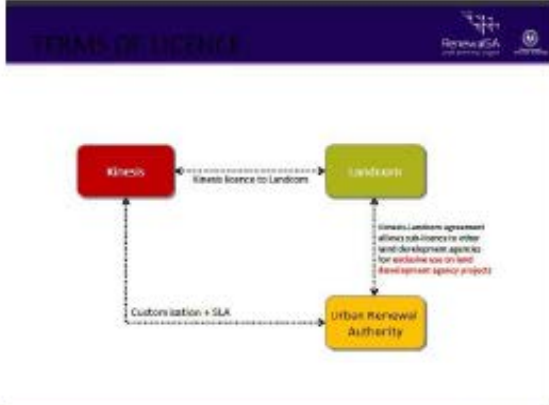 TERMS OF LICENCE
RenewalSA
Kinesis
Landcom
Kinesis licence to Landcom
Kinesis-Landcom agreement
allows sub-licence to other
land development agencies
for exclusive use on land
development agency projects
Customisation + SLA
Urban Renewal
Authority